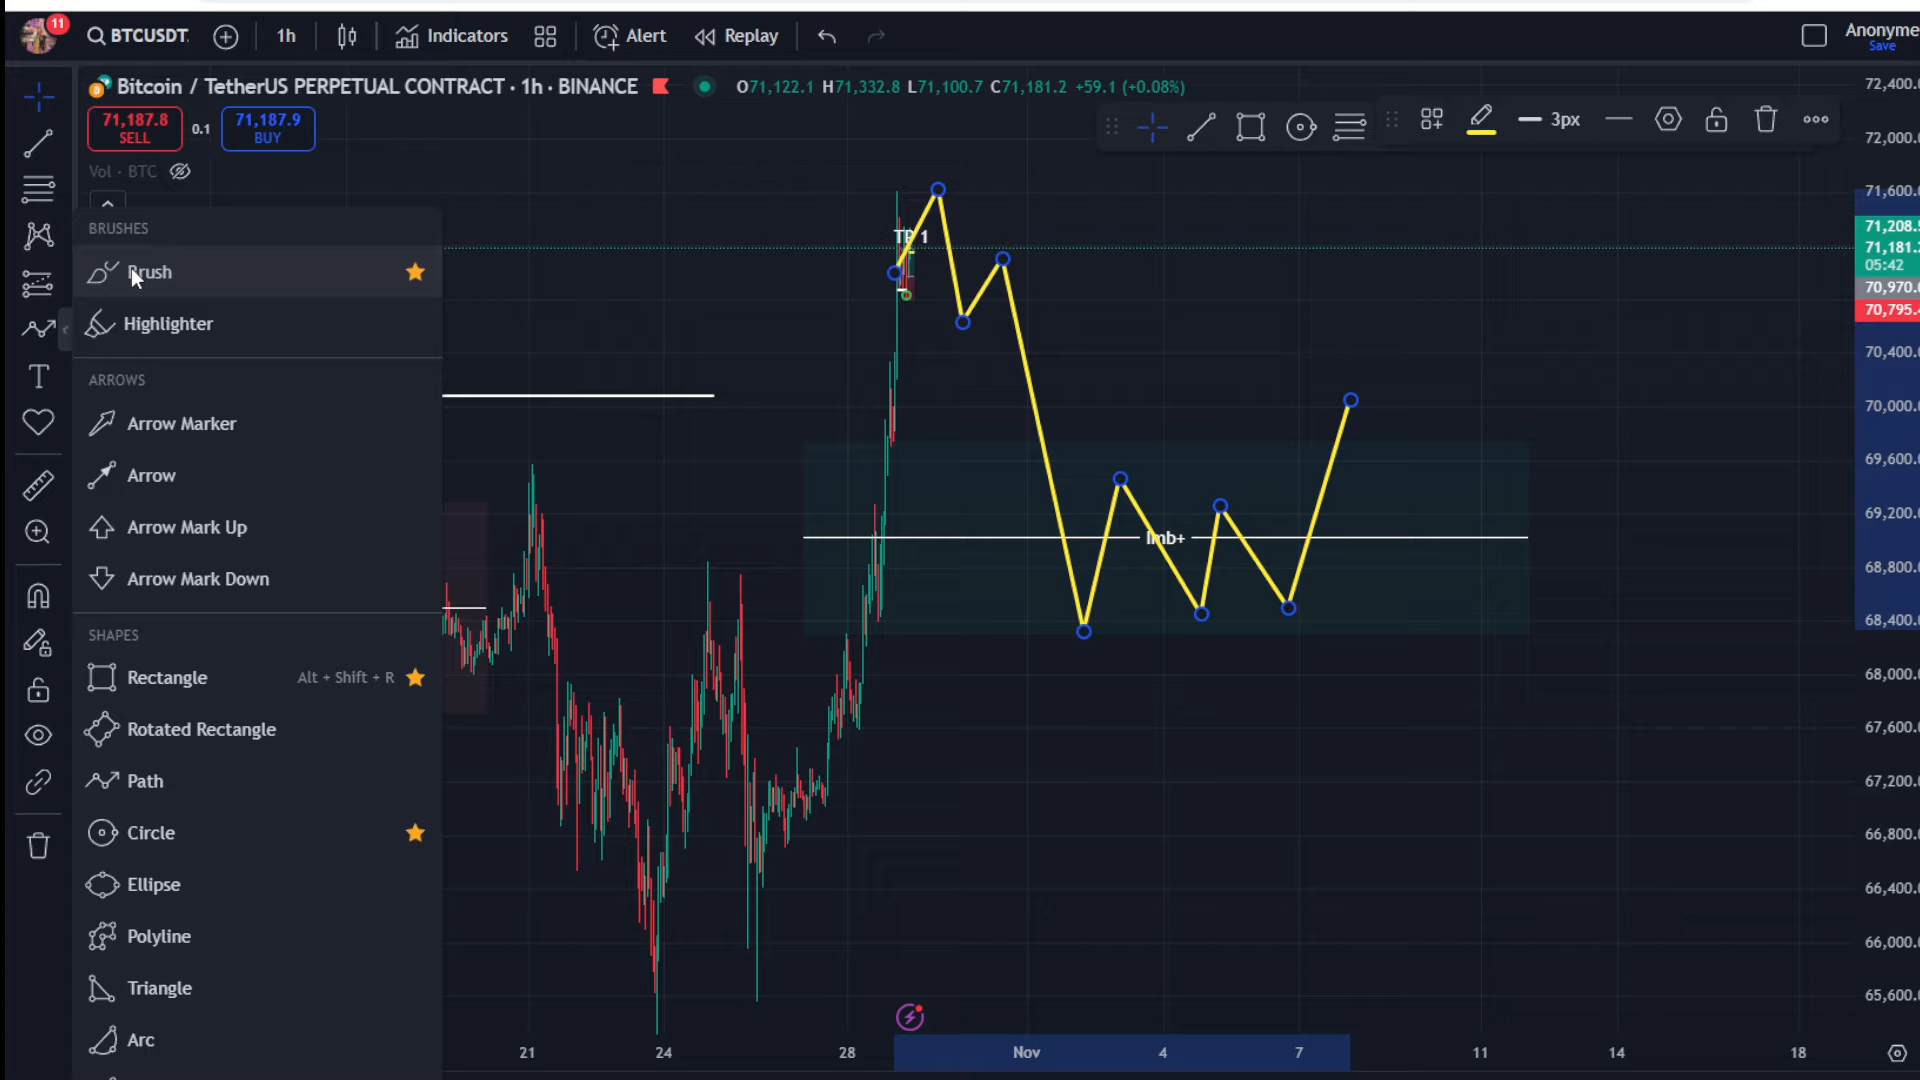 11
BTCUSDT
1h
Indicators
Alert
Replay
Anonyme
Save
Bitcoin / TetherUS PERPETUAL CONTRACT · 1h · BINANCE
O71,122.1 H71,332.8 L71,100.7 C71,181.2 +59.1 (+0.08%)
71,187.8
SELL
0.1
71,187.9
BUY
3px
Vol · BTC
BRUSHES
Brush
Highlighter
ARROWS
Arrow Marker
Arrow
Arrow Mark Up
Arrow Mark Down
SHAPES
Rectangle
Alt + Shift + R
Rotated Rectangle
Path
Circle
Ellipse
Polyline
Triangle
Arc
TP 1
Imb+
72,400.
72,000.
71,600.
71,208.5
71,181.2
05:42
70,970.
70,795.4
70,400.
70,000.
69,600.
69,200.
68,800.
68,400.
68,000.
67,600.
67,200.
66,800.
66,400.
66,000.
65,600.
21
24
28
Nov
4
7
11
14
18